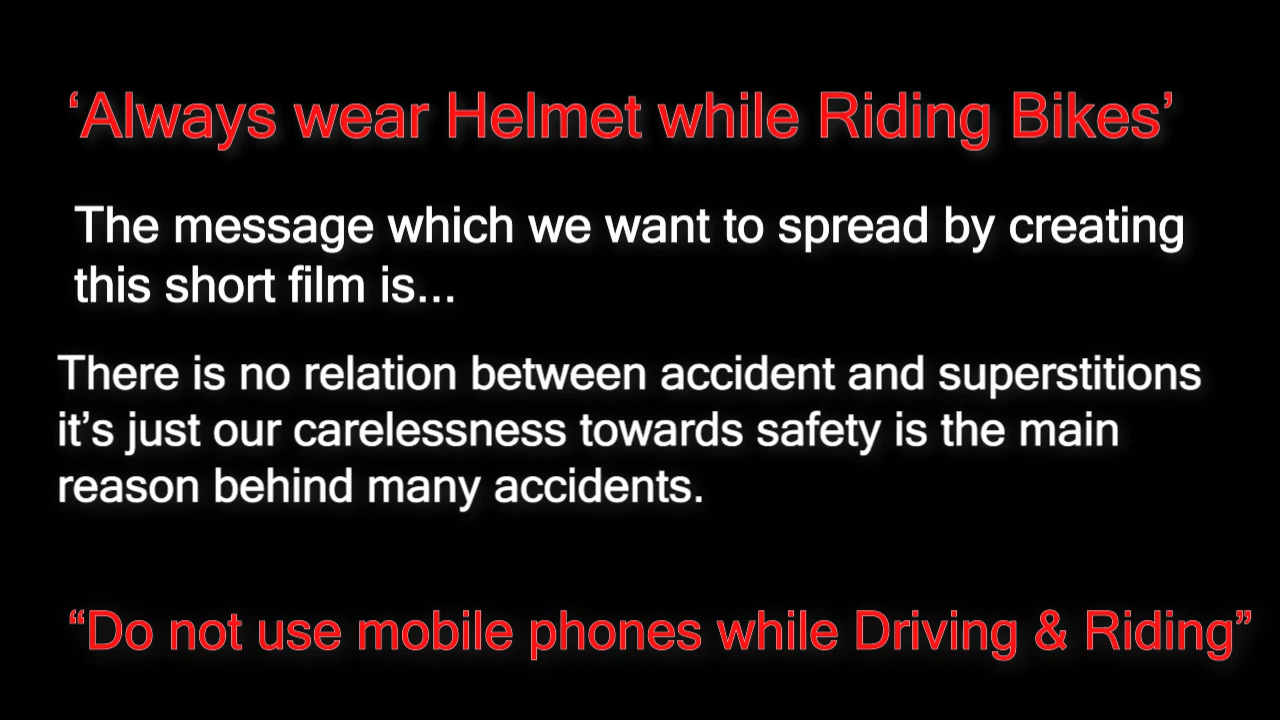 ‘Always wear Helmet while Riding Bikes’
The message which we want to spread by creating
this short film is...
There is no relation between accident and superstitions
it’s just our carelessness towards safety is the main
reason behind many accidents.
“Do not use mobile phones while Driving & Riding”